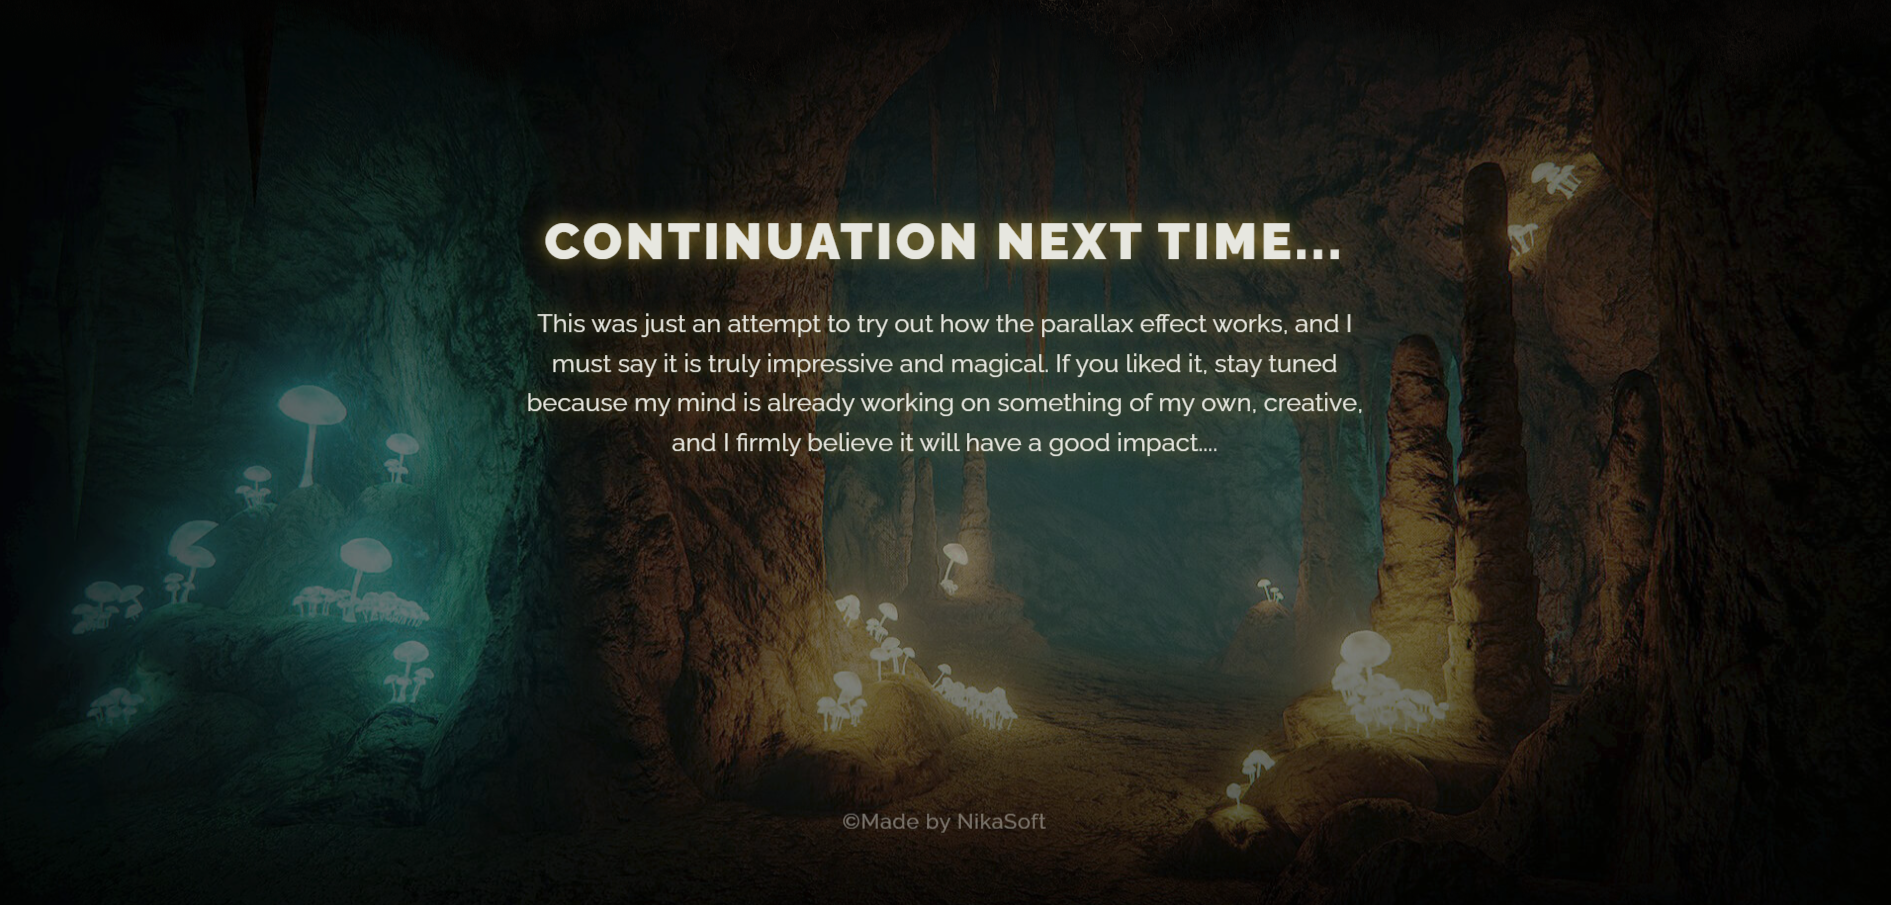 CONTINUATION NEXT TIME...
This was just an attempt to try out how the parallax effect works, and I
must say it is truly impressive and magical. If you liked it, stay tuned
because my mind is already working on something of my own, creative,
and I firmly believe it will have a good impact....
©Made by NikaSoft